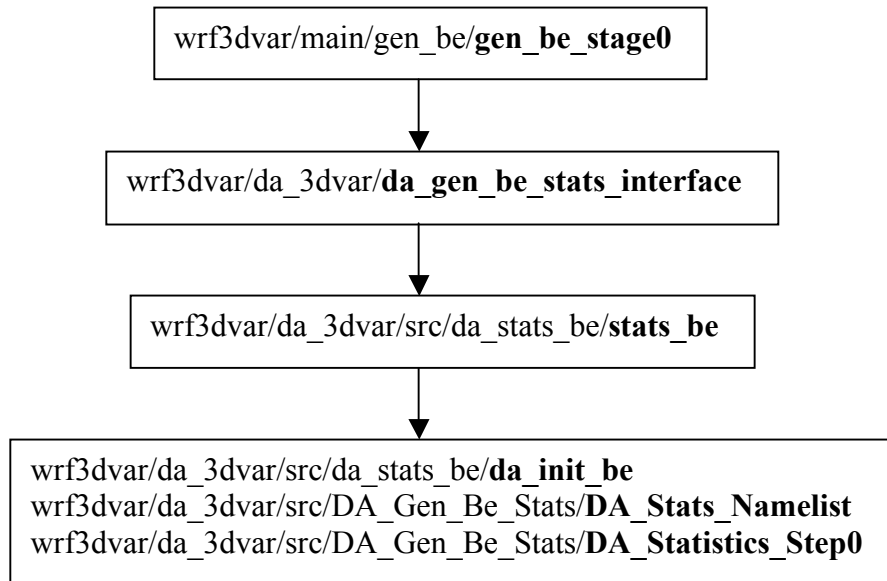 wrf3dvar/main/gen_be/gen_be_stage0
wrf3dvar/da_3dvar/da_gen_be_stats_interface
wrf3dvar/da_3dvar/src/da_stats_be/stats_be
wrf3dvar/da_3dvar/src/da_stats_be/da_init_be
wrf3dvar/da_3dvar/src/DA_Gen_Be_Stats/DA_Stats_Namelist
wrf3dvar/da_3dvar/src/DA_Gen_Be_Stats/DA_Statistics_Step0